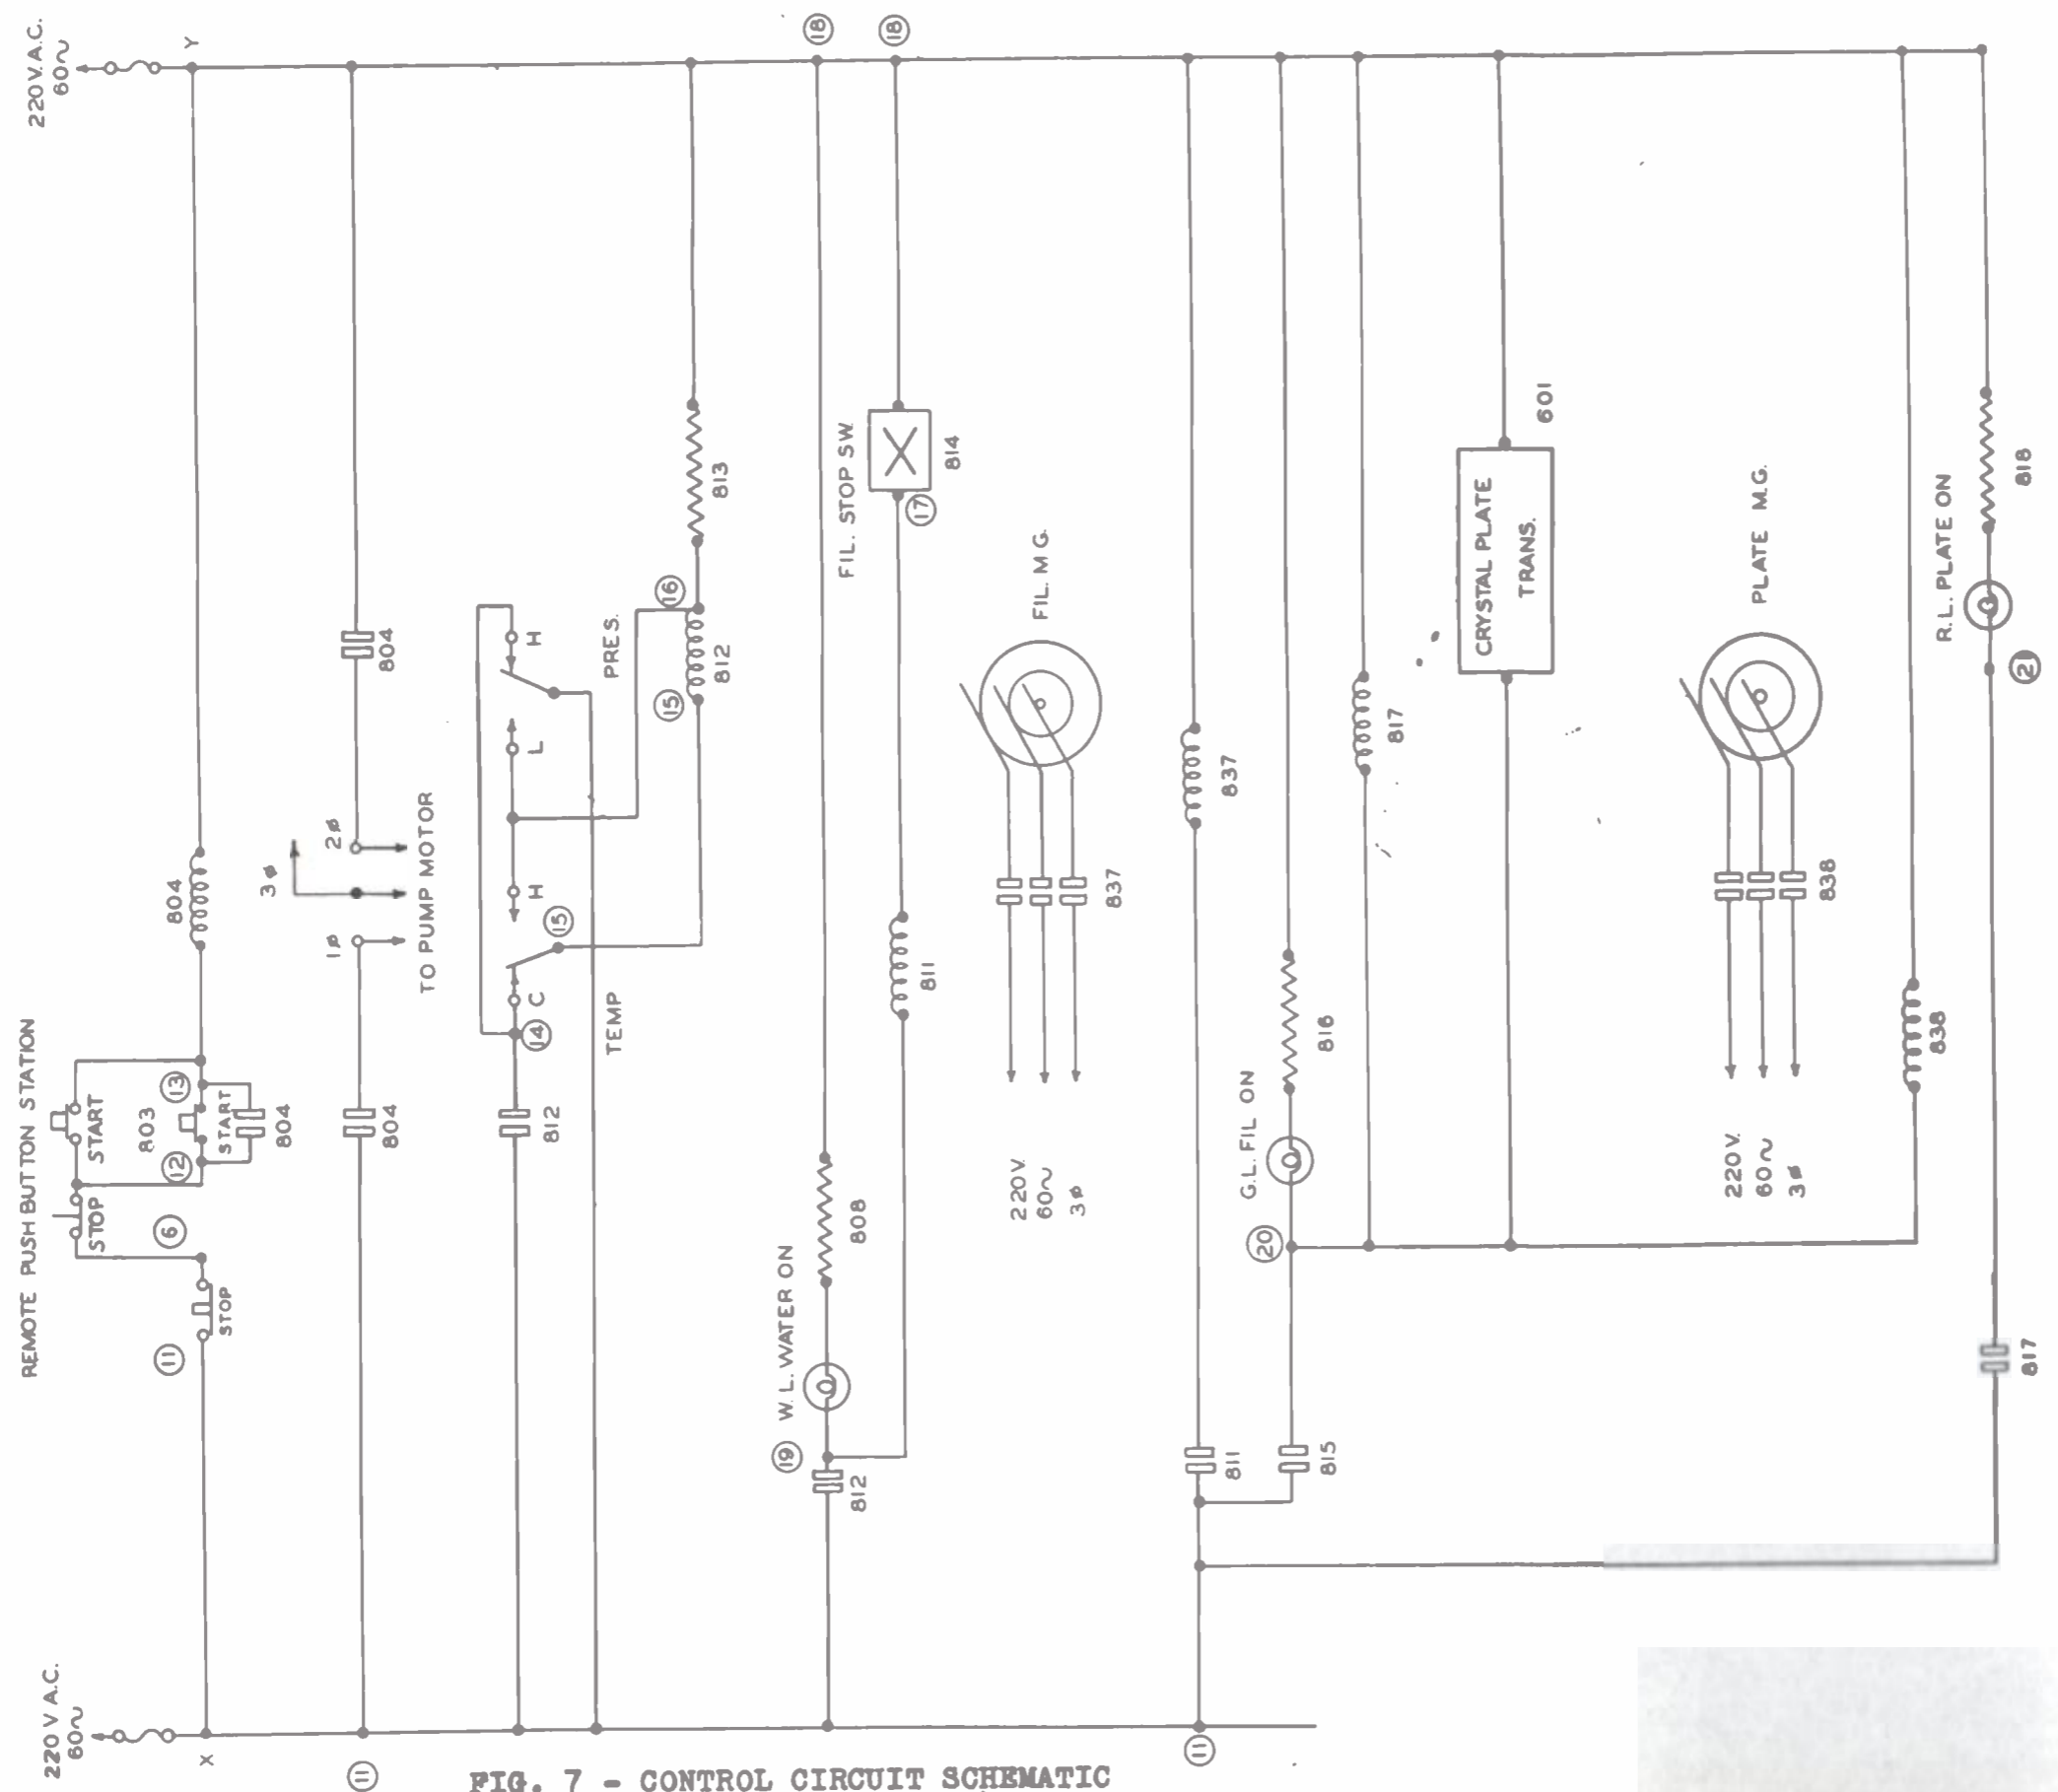 220 V A.C.
60~
X
220V. A.C.
60~
Y
REMOTE PUSH BUTTON STATION
11
STOP
6
STOP
12
START
803
13
START
804
804
11
804
1ø
2ø
3ø
TO PUMP MOTOR
804
812
14
C
TEMP
15
H
L
H
PRES.
15
812
16
813
812
19
W.L. WATER ON
808
18
811
17
FIL. STOP SW.
814
18
220V.
60~
3ø
837
FIL. M G.
11
811
837
815
20
G.L. FIL ON
816
817
CRYSTAL PLATE
TRANS.
601
220V.
60~
3ø
838
PLATE M.G.
838
817
21
R.L. PLATE ON
818
FIG. 7 - CONTROL CIRCUIT SCHEMATIC